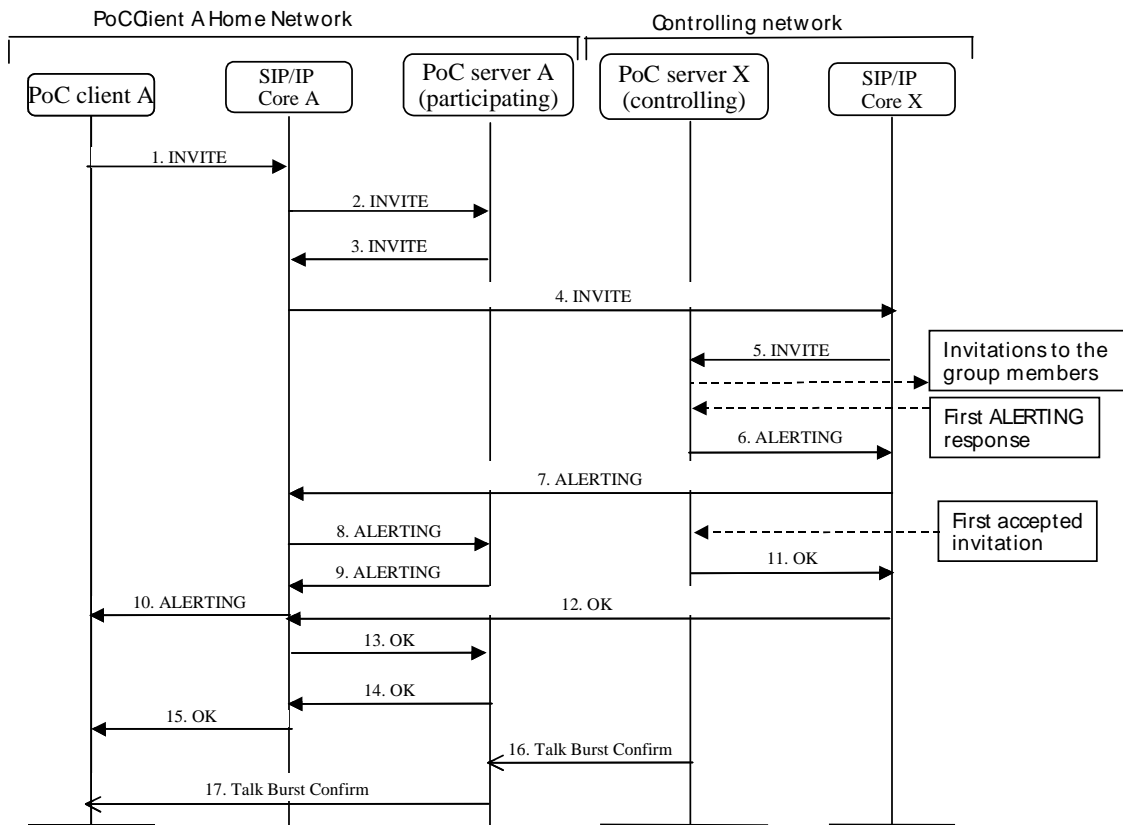 PoCClient A Home Network
Controlling network
PoC client A
SIP/IP
Core A
PoC server A
(participating)
PoC server X
(controlling)
SIP/IP
Core X
1. INVITE
2. INVITE
3. INVITE
4. INVITE
5. INVITE
Invitations to the
group members
First ALERTING
response
6. ALERTING
7. ALERTING
8. ALERTING
First accepted
invitation
9. ALERTING
11. OK
10. ALERTING
12. OK
13. OK
14. OK
15. OK
16. Talk Burst Confirm
17. Talk Burst Confirm